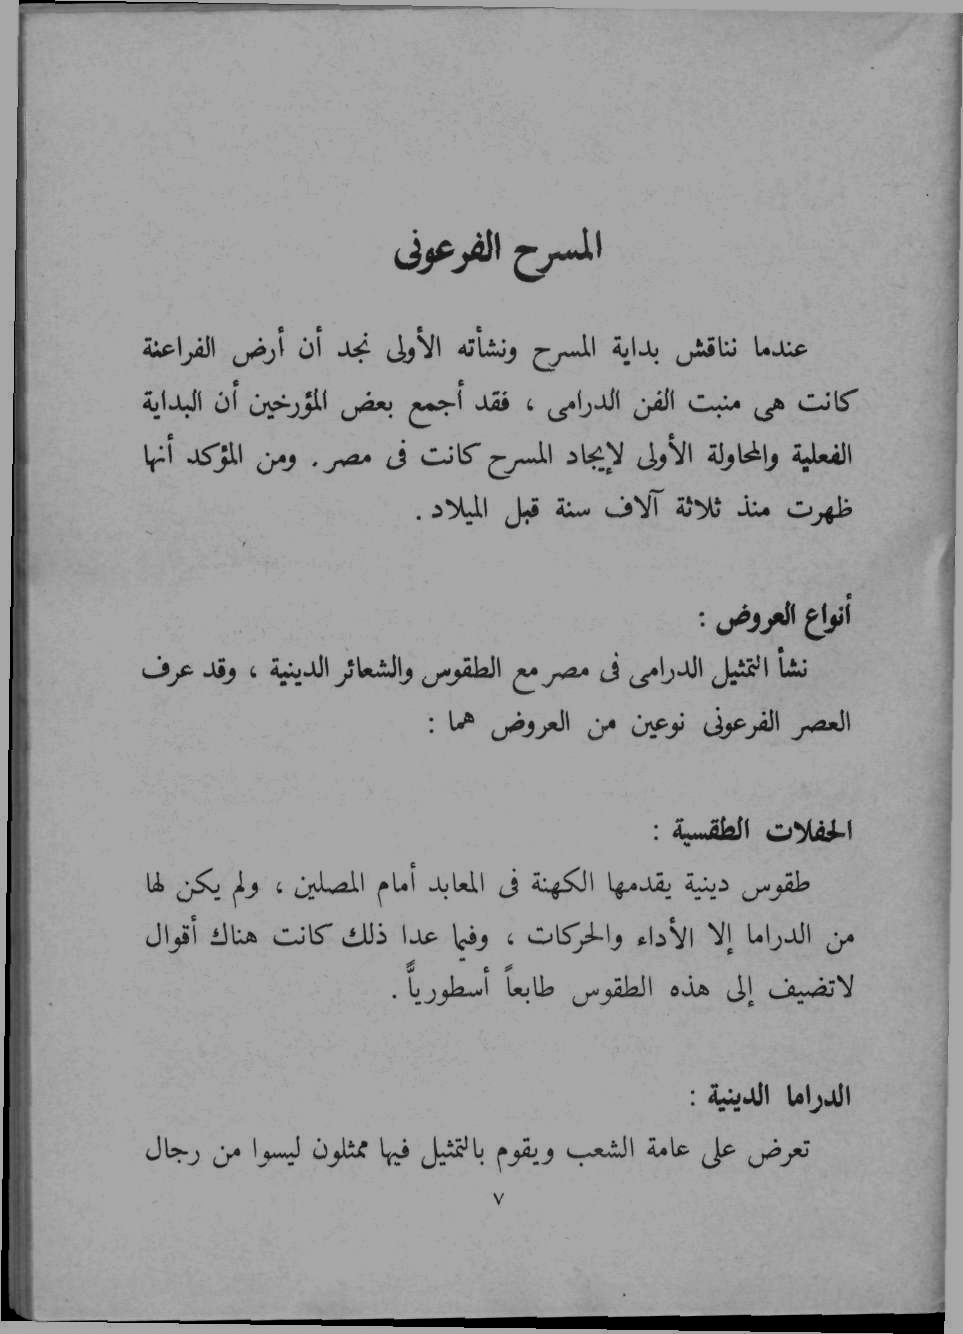 المسرح الفرعونى
عندما نناقش بداية المسرح ونشأته الأولى نجد أن أرض الفراعنة
كانت هى منبت الفن الدرامى ، فقد أجمع بعض المؤرخين أن البداية
الفعلية والمحاولة الأولى لإيجاد المسرح كانت فى مصر . ومن المؤكد أنها
ظهرت منذ ثلاثة آلاف سنة قبل الميلاد .
أنواع العروض :
نشأ التمثيل الدرامى فى مصر مع الطقوس والشعائر الدينية ، وقد عرف
العصر الفرعونى نوعين من العروض هما :
الحفلات الطقسية :
طقوس دينية يقدمها الكهنة فى المعابد أمام المصلين ، ولم يكن لها
من الدراما إلا الأداء والحركات ، وفيما عدا ذلك كانت هناك أقوال
لاتضيف إلى هذه الطقوس طابعاً أسطورياًّ .
الدراما الدينية :
تعرض على عامة الشعب ويقوم بالتمثيل فيها ممثلون ليسوا من رجال
٧